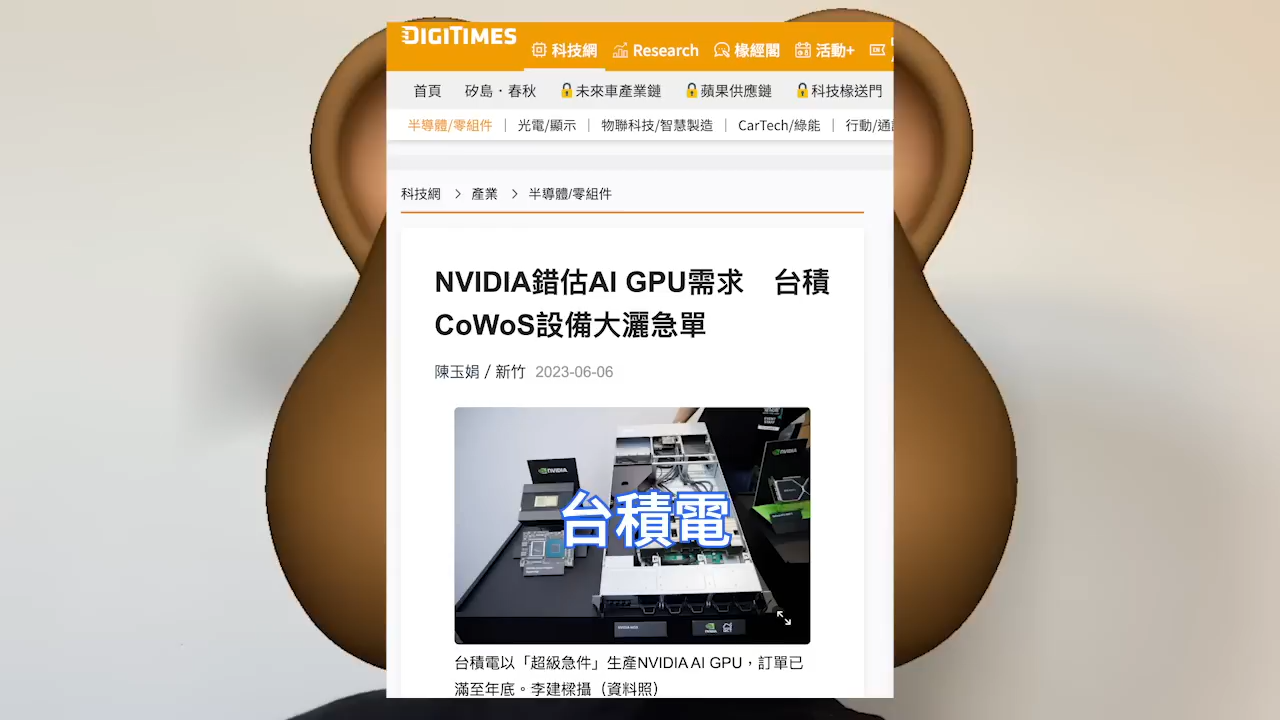 DIGITIMES
科技網
Research
椽經閣
活動+
首頁
矽島・春秋
未來車產業鏈
蘋果供應鏈
科技椽送門
半導體/零組件 | 光電/顯示 | 物聯科技/智慧製造 | CarTech/綠能 | 行動/通
科技網 > 產業 > 半導體/零組件
NVIDIA錯估AI GPU需求　台積
CoWoS設備大灑急單
陳玉娟 / 新竹 2023-06-06
NVIDIA
NVIDIA
台積電
NVIDIA
台積電以「超級急件」生產NVIDIA AI GPU，訂單已
滿至年底。李建樑攝（資料照）